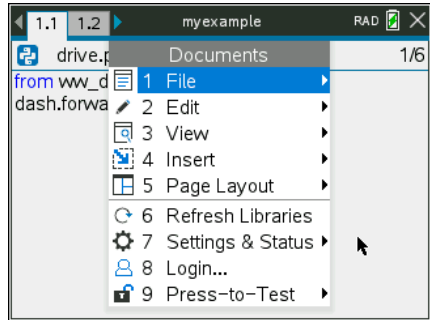 1.1 1.2 myexample RAD
drive.p 1/6
from ww_d
dash.forwa
Documents
1 File
2 Edit
3 View
4 Insert
5 Page Layout
6 Refresh Libraries
7 Settings & Status
8 Login...
9 Press-to-Test